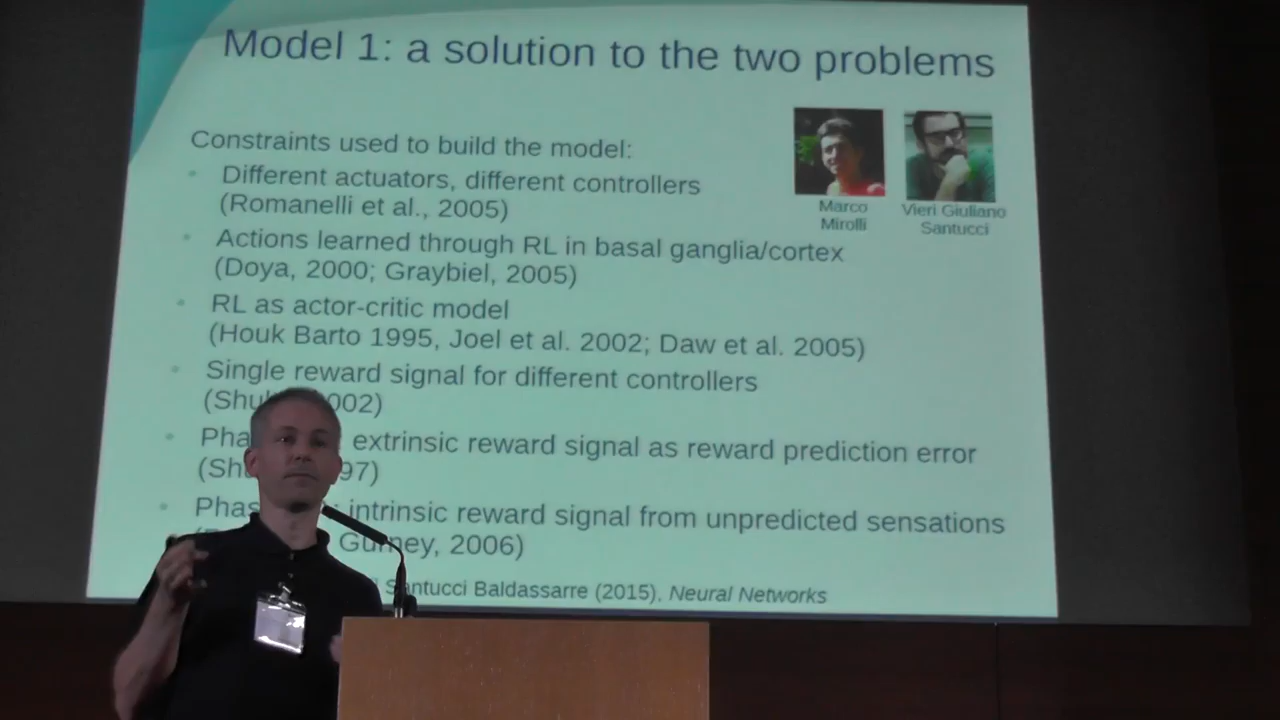 Model 1: a solution to the two problems
Constraints used to build the model:
Different actuators, different controllers
(Romanelli et al., 2005)
Marco
Mirolli
Vieri Giuliano
Santucci
Actions learned through RL in basal ganglia/cortex
(Doya, 2000; Graybiel, 2005)
RL as actor-critic model
(Houk Barto 1995, Joel et al. 2002; Daw et al. 2005)
Single reward signal for different controllers
002)
extrinsic reward signal as reward prediction error
97)
intrinsic reward signal from unpredicted sensations
Gurney, 2006)
Santucci Baldassarre (2015), Neural Networks